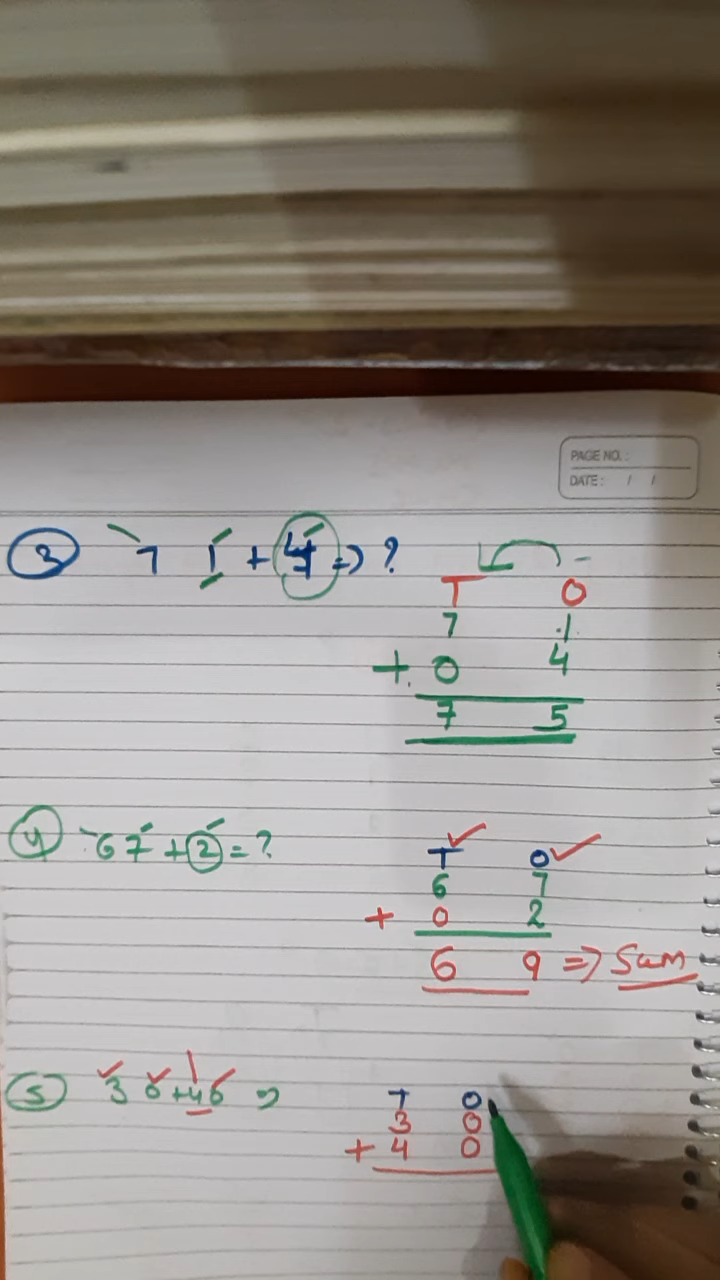 PAGE NO. :
DATE : / /
3 71 + 4 => ?
T O
7 1
+ 0 4
7 5
4 67 + 2 = ?
T O
6 7
+ 0 2
6 9 => Sum
5 30 + 40 =>
T O
3 0
+ 4 0